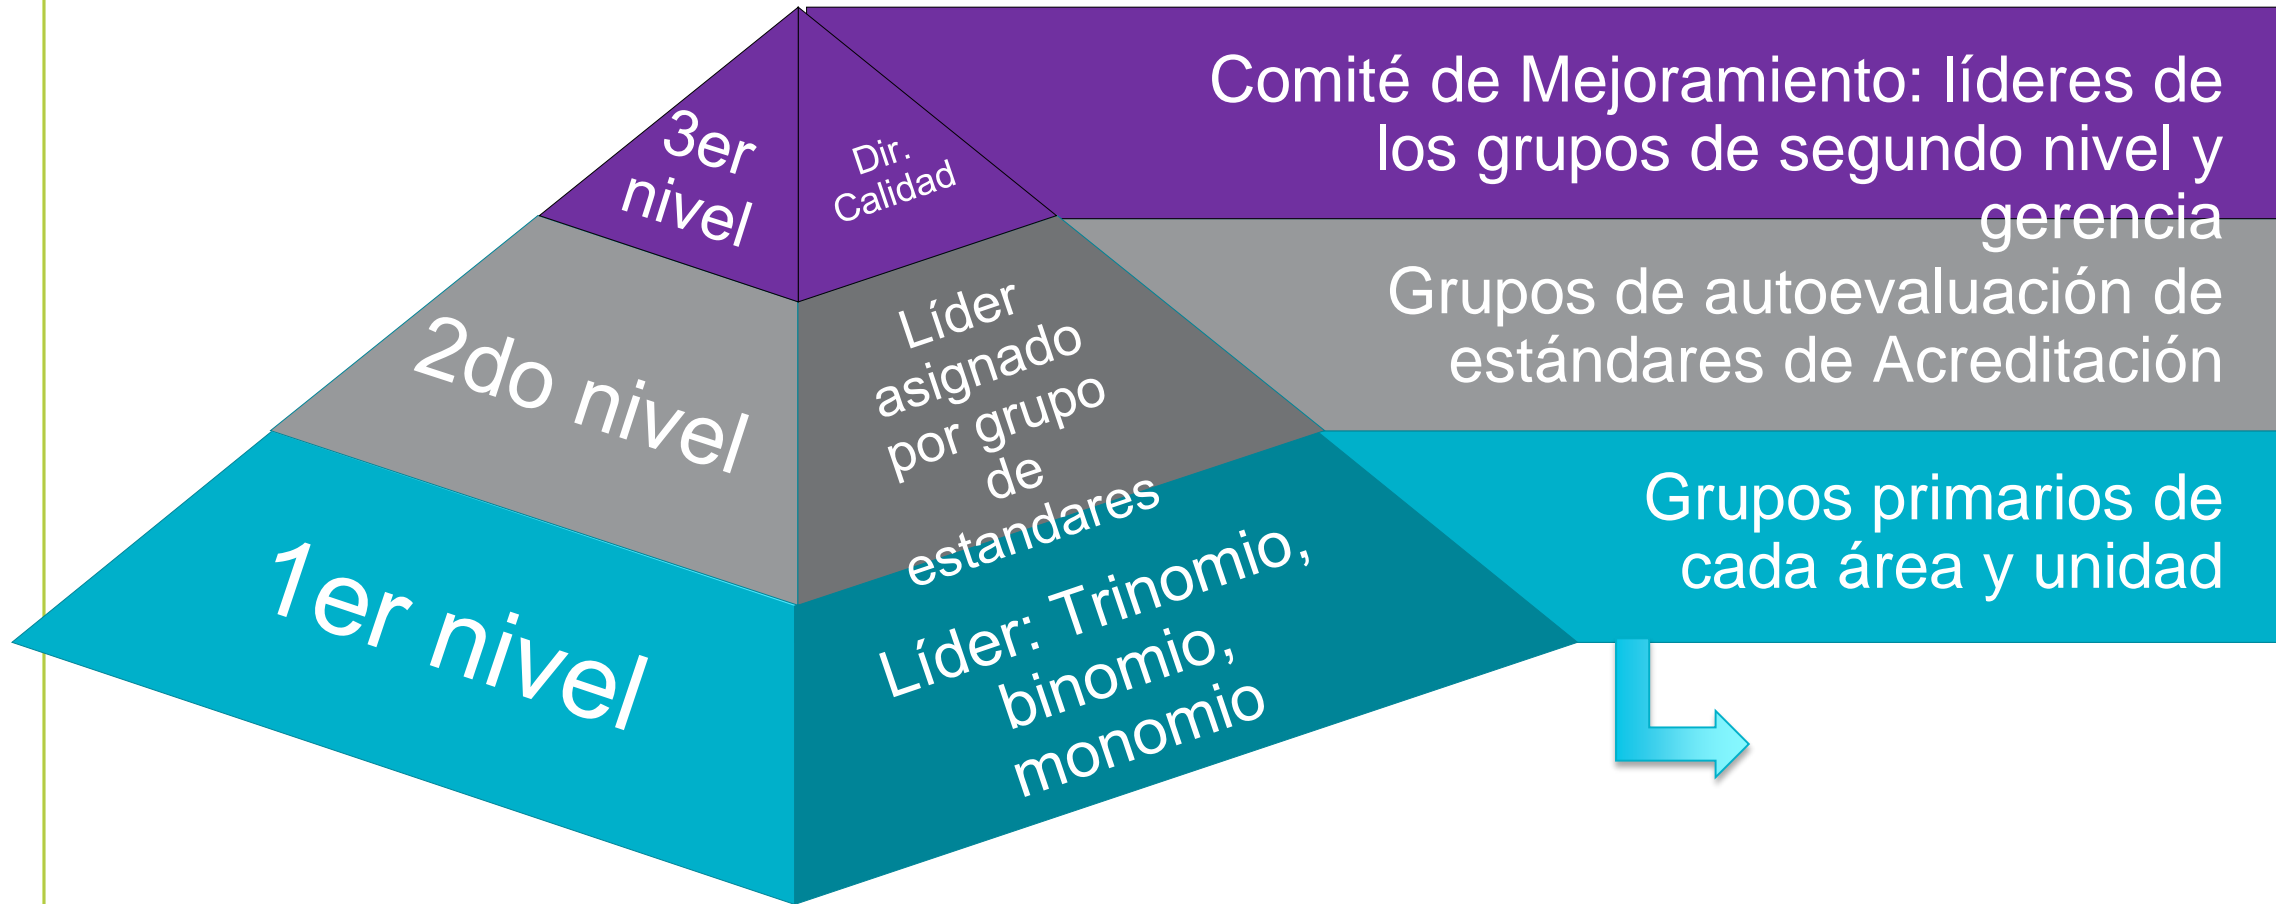 3er
nivel
Dir.
Calidad
Comité de Mejoramiento: líderes de
los grupos de segundo nivel y
gerencia
2do nivel
Líder
asignado
por grupo
de
estandares
Grupos de autoevaluación de
estándares de Acreditación
1er nivel
Líder: Trinomio,
binomio,
monomio
Grupos primarios de
cada área y unidad